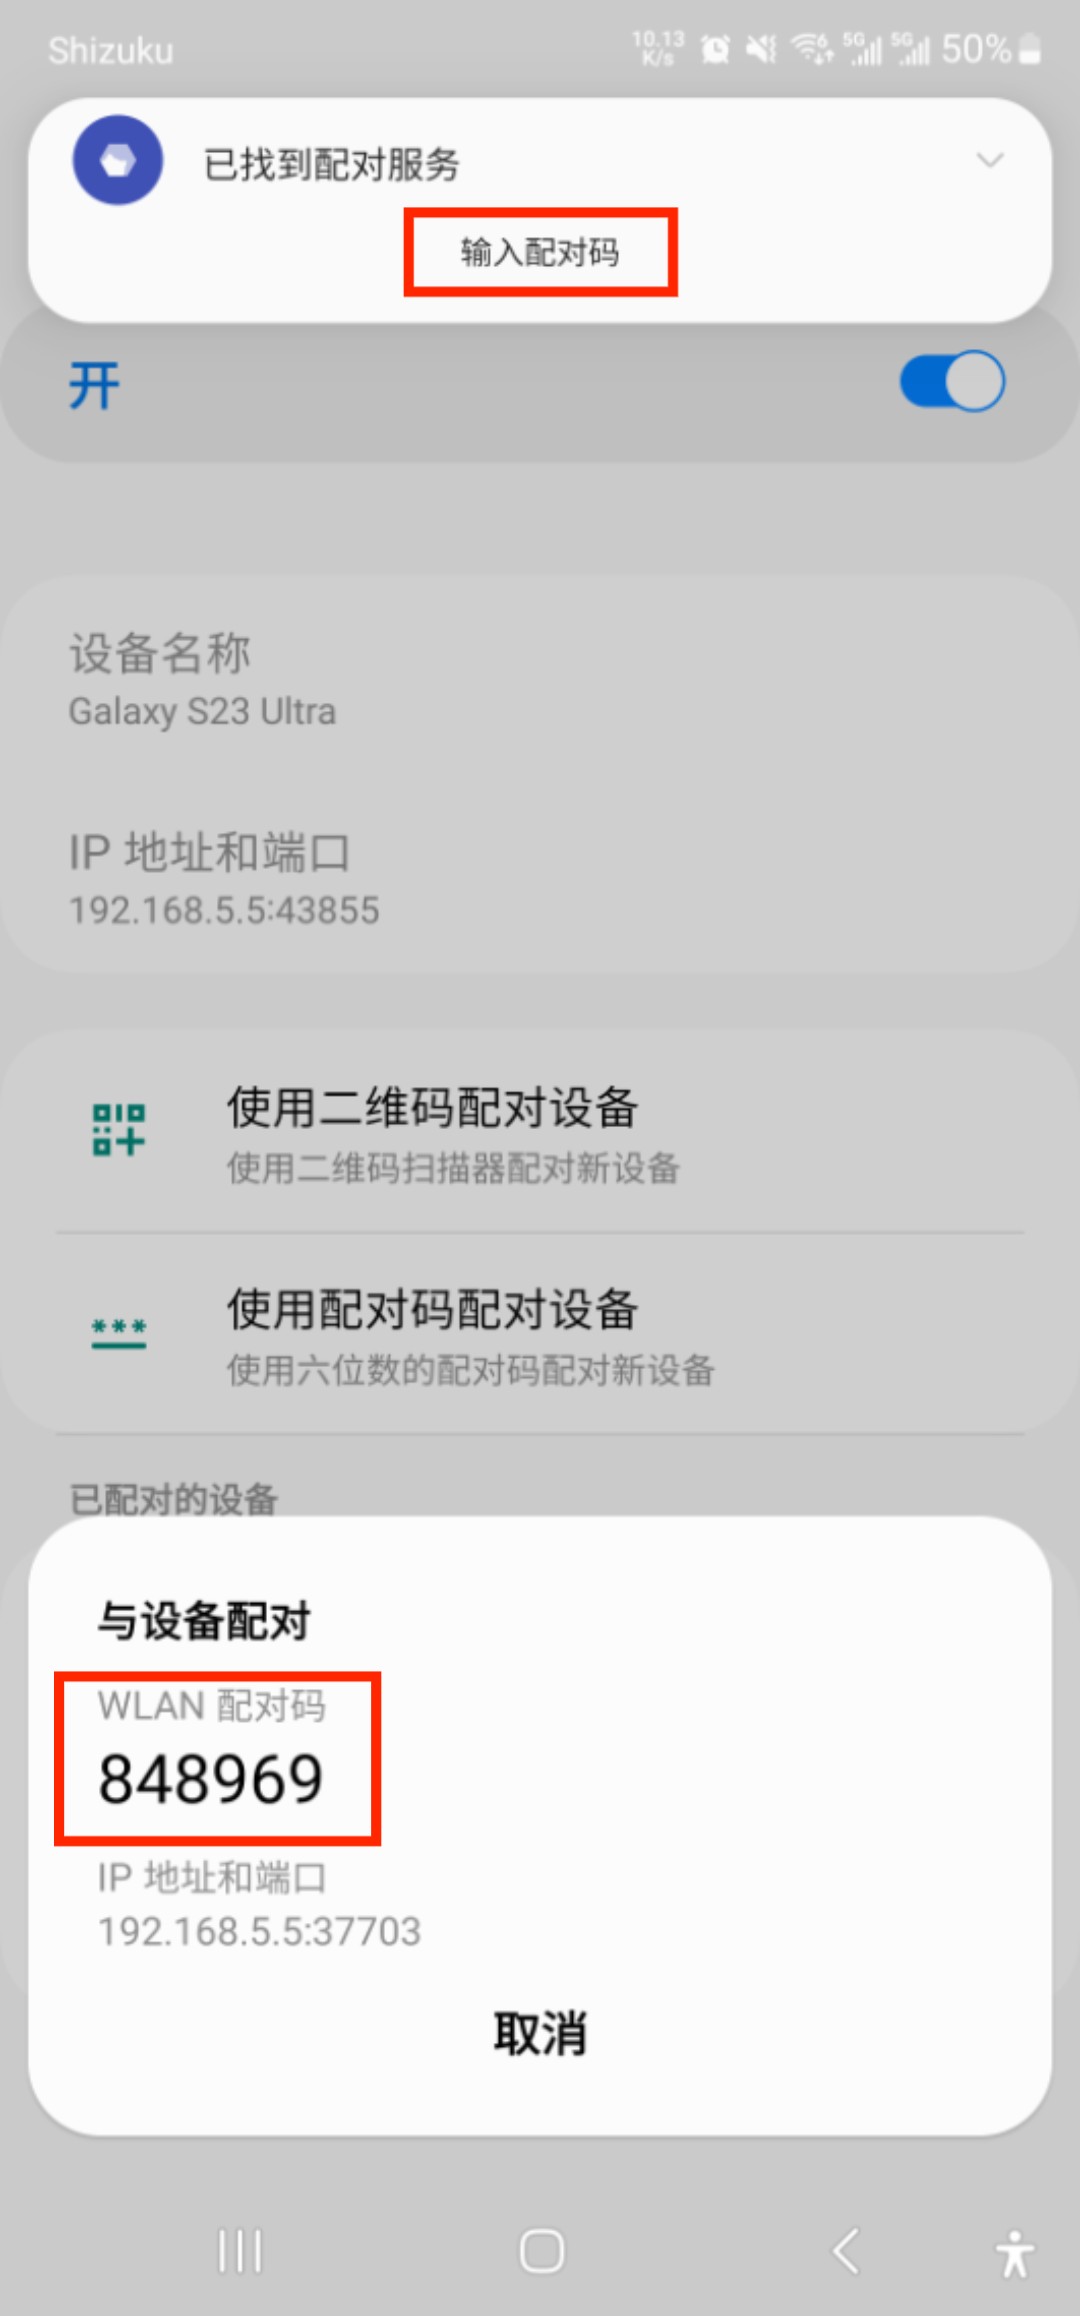 Shizuku
10.13 K/s 6 5G 5G 50%
已找到配对服务
输入配对码
开
设备名称
Galaxy S23 Ultra
IP 地址和端口
192.168.5.5:43855
使用二维码配对设备
使用二维码扫描器配对新设备
***
使用配对码配对设备
使用六位数的配对码配对新设备
已配对的设备
与设备配对
WLAN 配对码
848969
IP 地址和端口
192.168.5.5:37703
取消